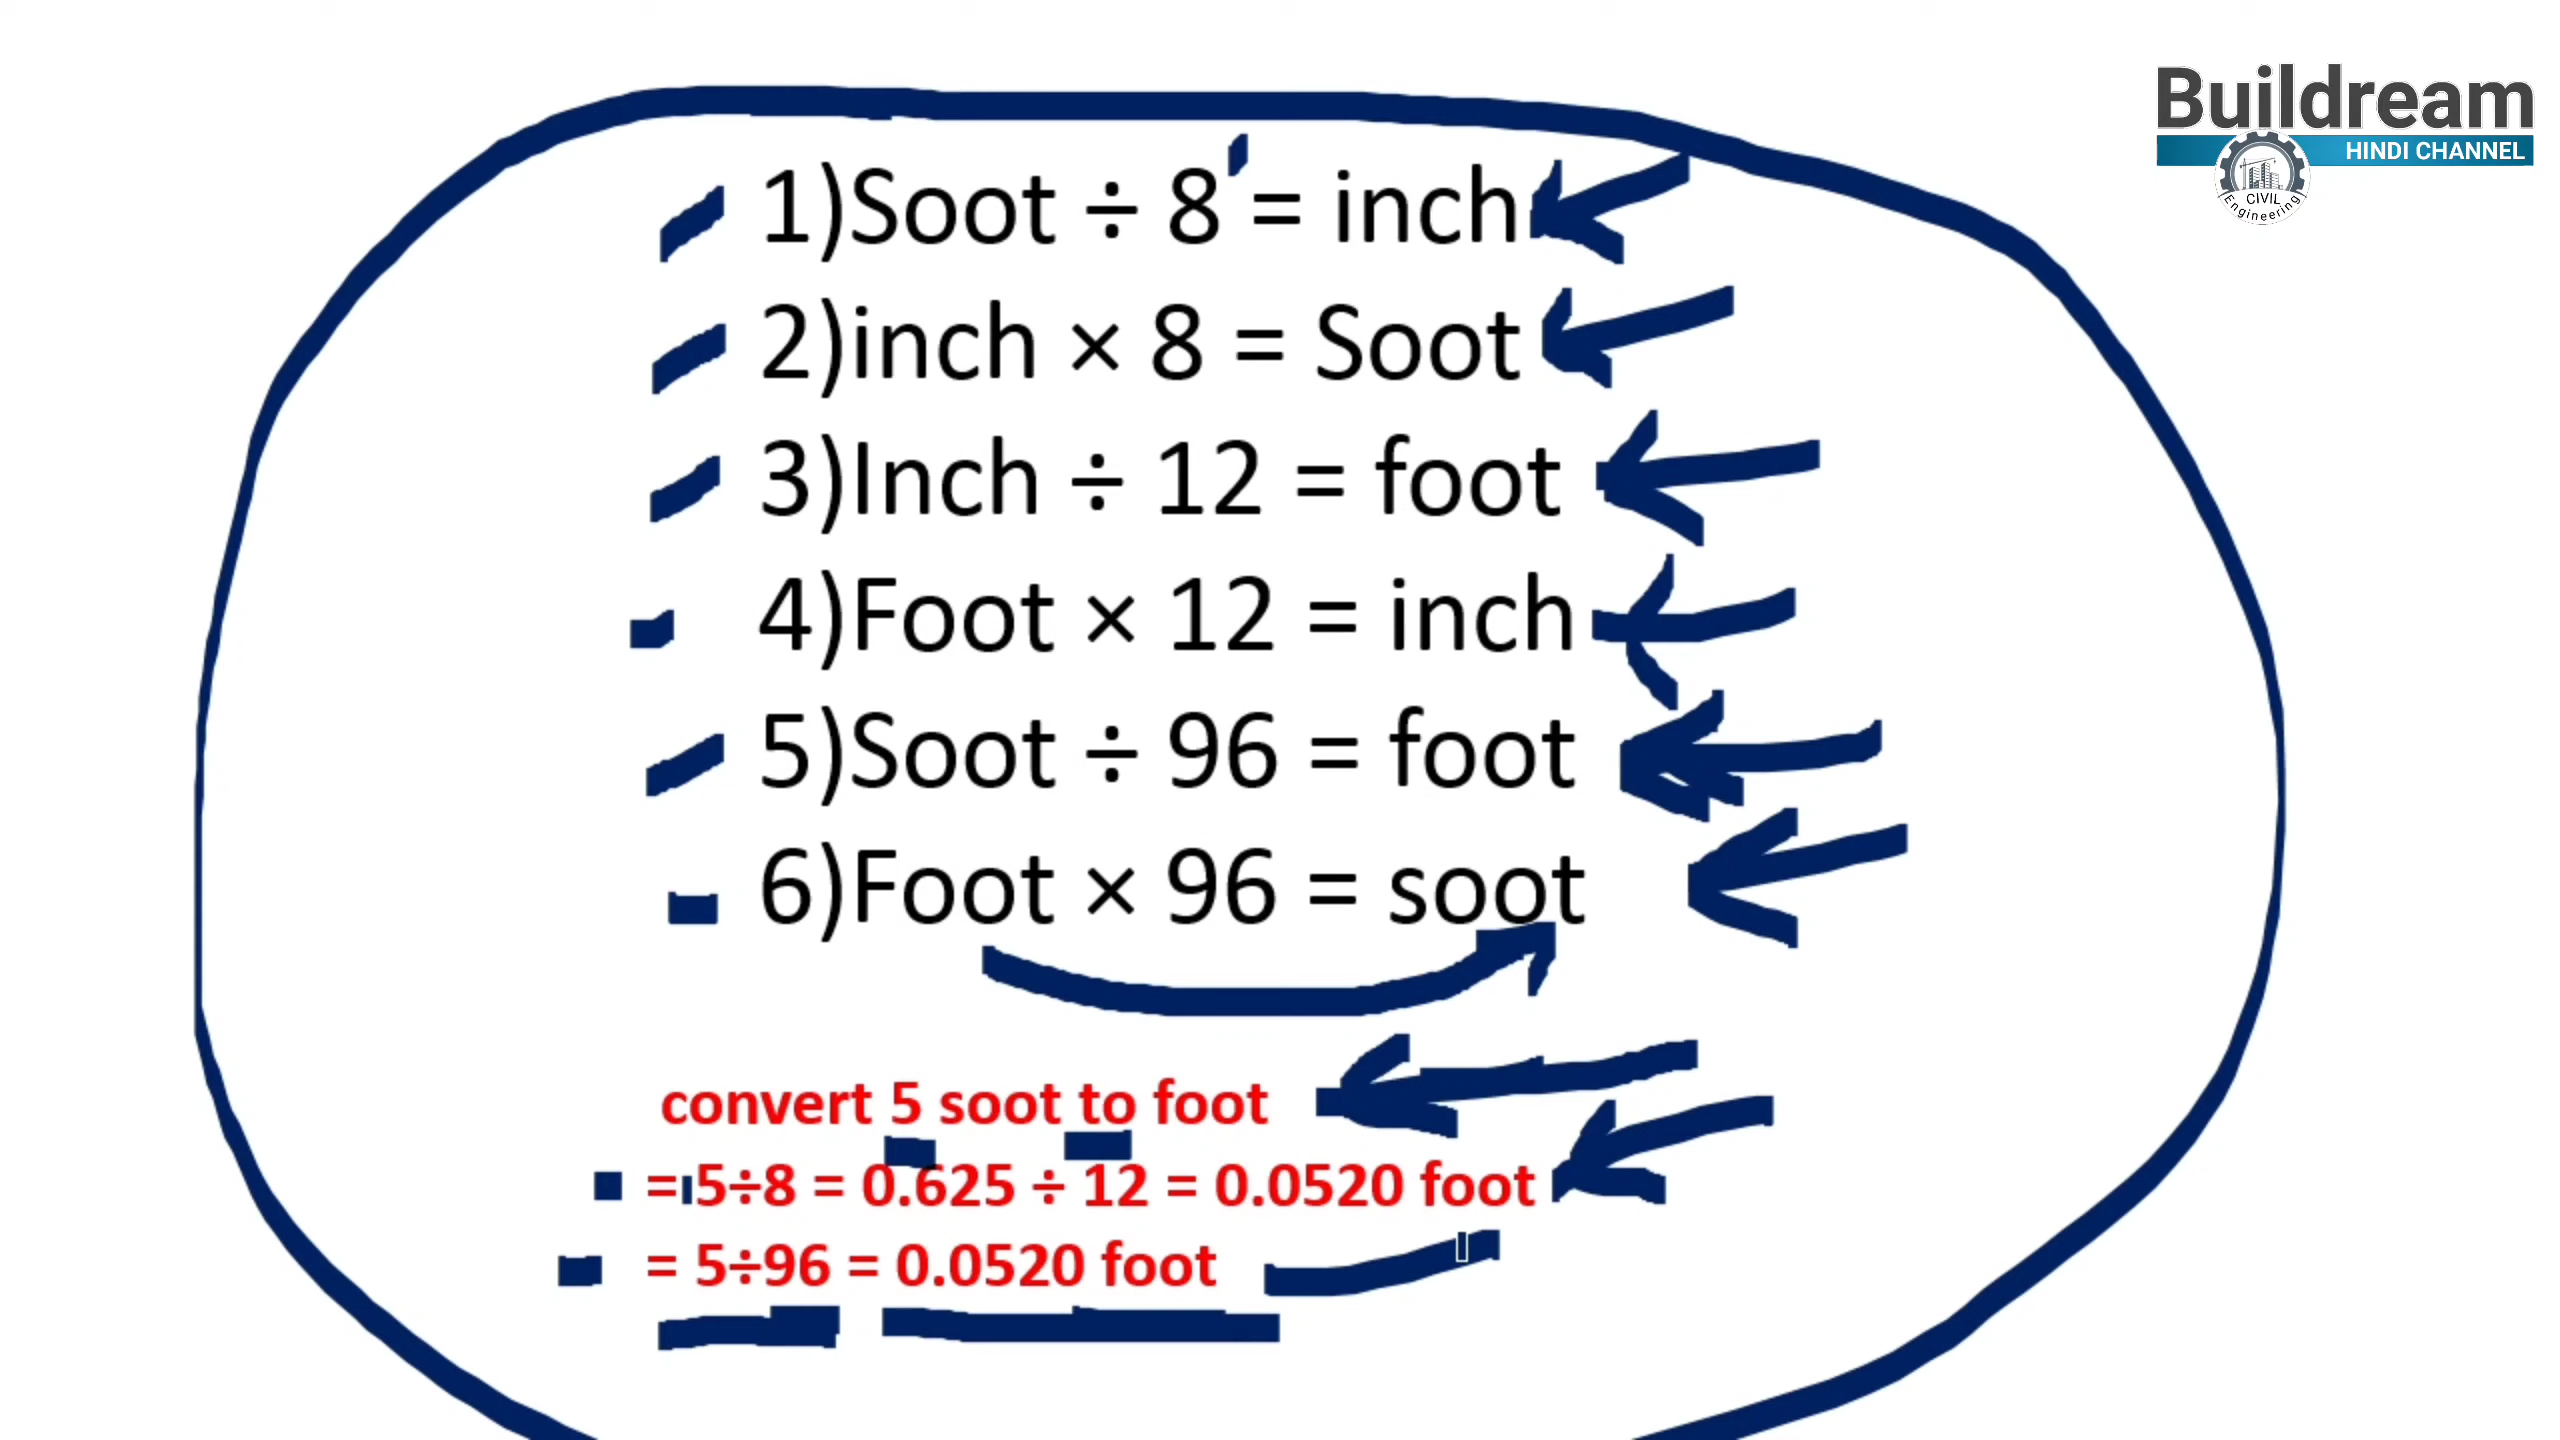 Buildream
HINDI CHANNEL
CIVIL
Engineering
1)Soot ÷ 8 = inch
2)inch × 8 = Soot
3)Inch ÷ 12 = foot
4)Foot × 12 = inch
5)Soot ÷ 96 = foot
6)Foot × 96 = soot
convert 5 soot to foot
= 5÷8 = 0.625 ÷ 12 = 0.0520 foot
= 5÷96 = 0.0520 foot